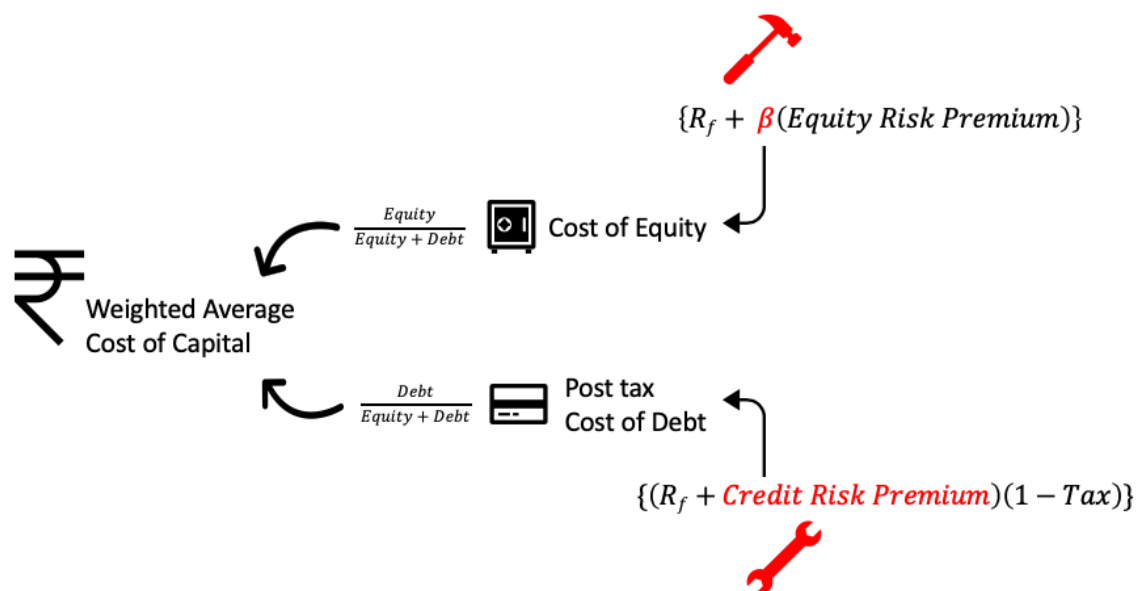 {R_f + β(Equity Risk Premium)}
Equity
Equity + Debt
Cost of Equity
₹
Weighted Average
Cost of Capital
Debt
Equity + Debt
Post tax
Cost of Debt
{(R_f + Credit Risk Premium)(1 − Tax)}